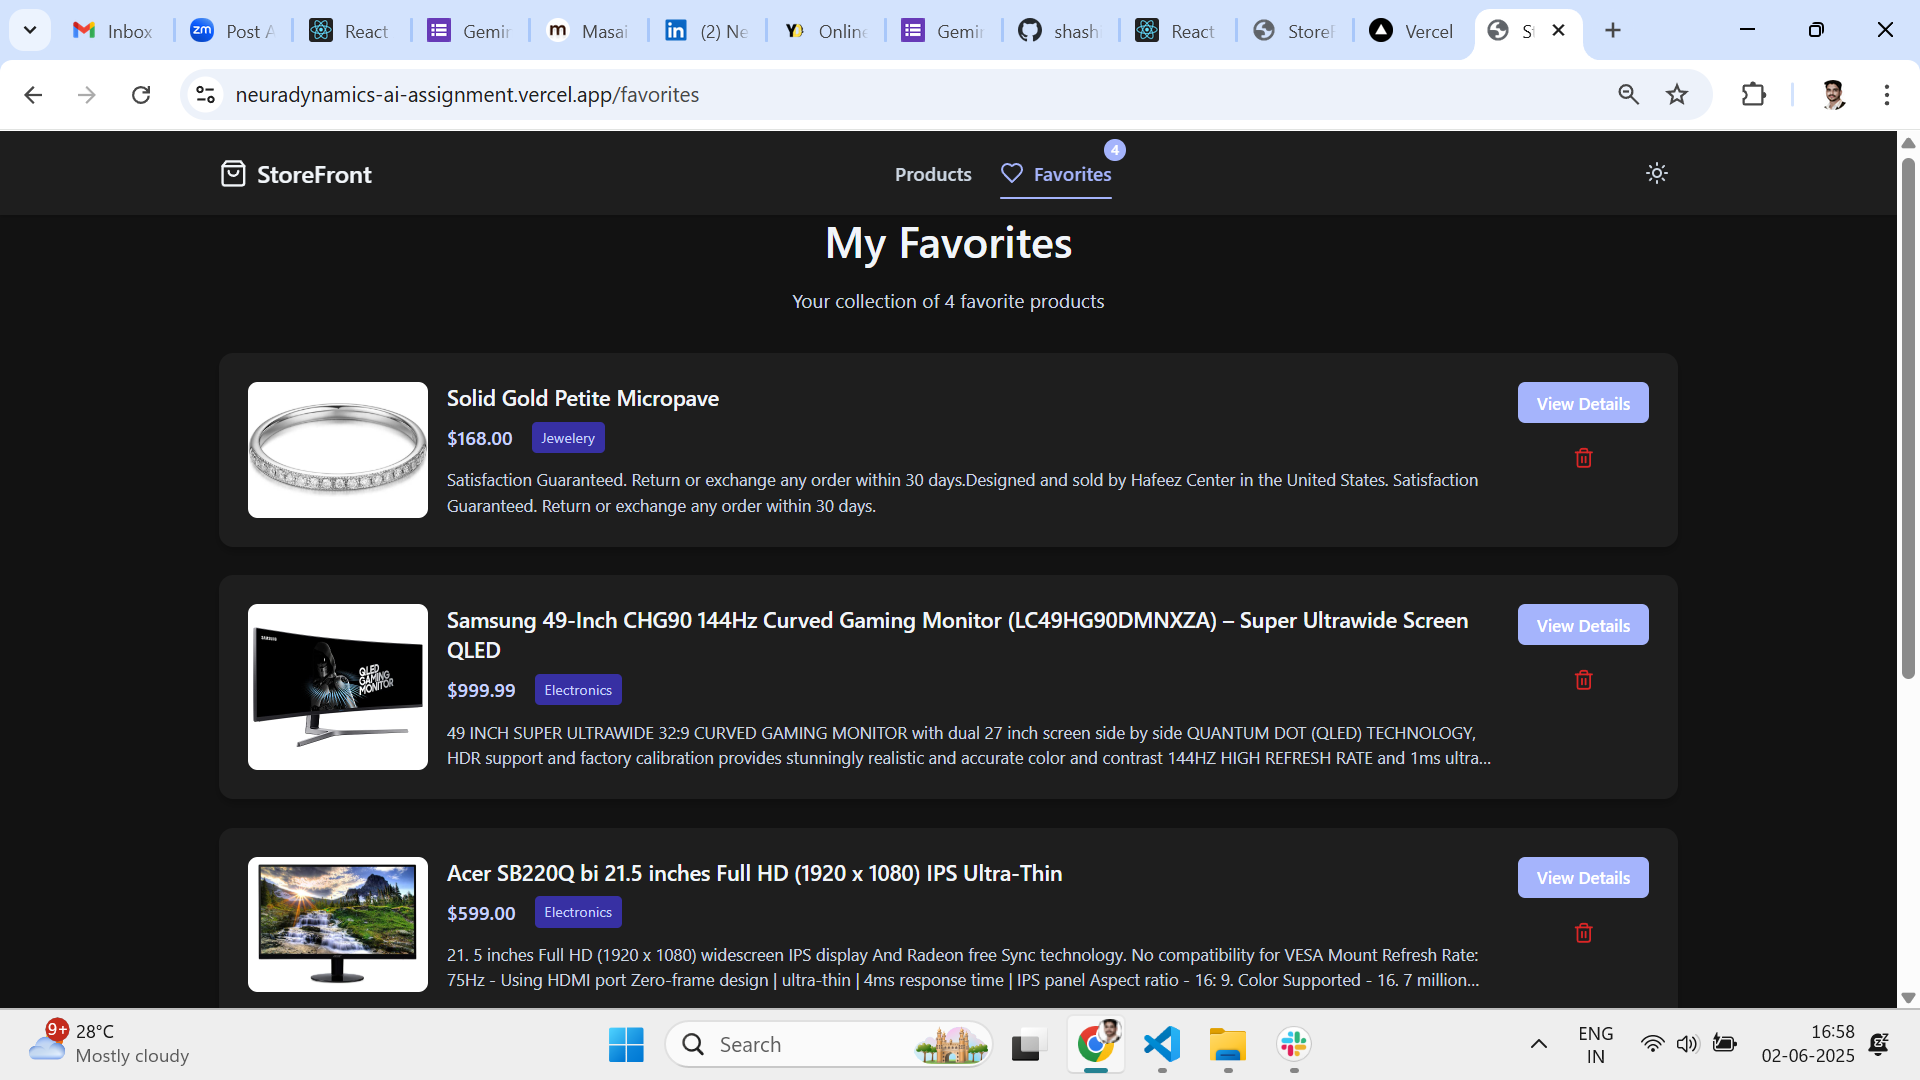 Inbox
Post A
React
Gemin
Masai
(2) Ne
Online
Gemin
shash
React
StoreF
Vercel
St
neuradynamics-ai-assignment.vercel.app/favorites
StoreFront
Products
Favorites
4
My Favorites
Your collection of 4 favorite products
Solid Gold Petite Micropave
View Details
$168.00
Jewelery
Satisfaction Guaranteed. Return or exchange any order within 30 days.Designed and sold by Hafeez Center in the United States. Satisfaction
Guaranteed. Return or exchange any order within 30 days.
SAMSUNG
QLED
GAMING
MONITOR
Samsung 49-Inch CHG90 144Hz Curved Gaming Monitor (LC49HG90DMNXZA) – Super Ultrawide Screen
QLED
View Details
$999.99
Electronics
49 INCH SUPER ULTRAWIDE 32:9 CURVED GAMING MONITOR with dual 27 inch screen side by side QUANTUM DOT (QLED) TECHNOLOGY,
HDR support and factory calibration provides stunningly realistic and accurate color and contrast 144HZ HIGH REFRESH RATE and 1ms ultra...
Acer SB220Q bi 21.5 inches Full HD (1920 x 1080) IPS Ultra-Thin
View Details
$599.00
Electronics
21. 5 inches Full HD (1920 x 1080) widescreen IPS display And Radeon free Sync technology. No compatibility for VESA Mount Refresh Rate:
75Hz - Using HDMI port Zero-frame design | ultra-thin | 4ms response time | IPS panel Aspect ratio - 16: 9. Color Supported - 16. 7 million...
9+
28°C
Mostly cloudy
Search
ENG
IN
16:58
02-06-2025